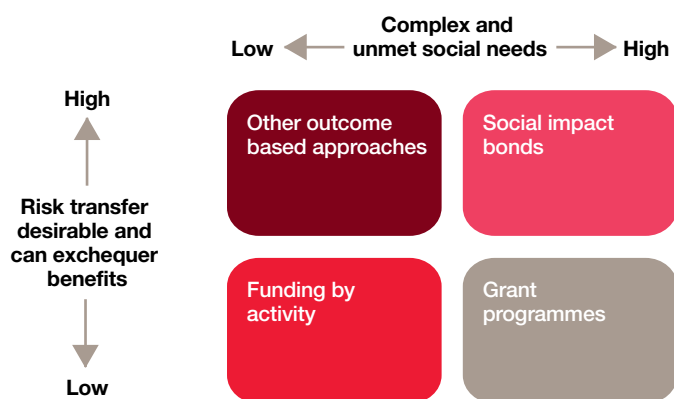 Complex and
Low unmet social needs High
High
Other outcome
based approaches
Social impact
bonds
Risk transfer
desirable and
can exchequer
benefits
Funding by
activity
Grant
programmes
Low